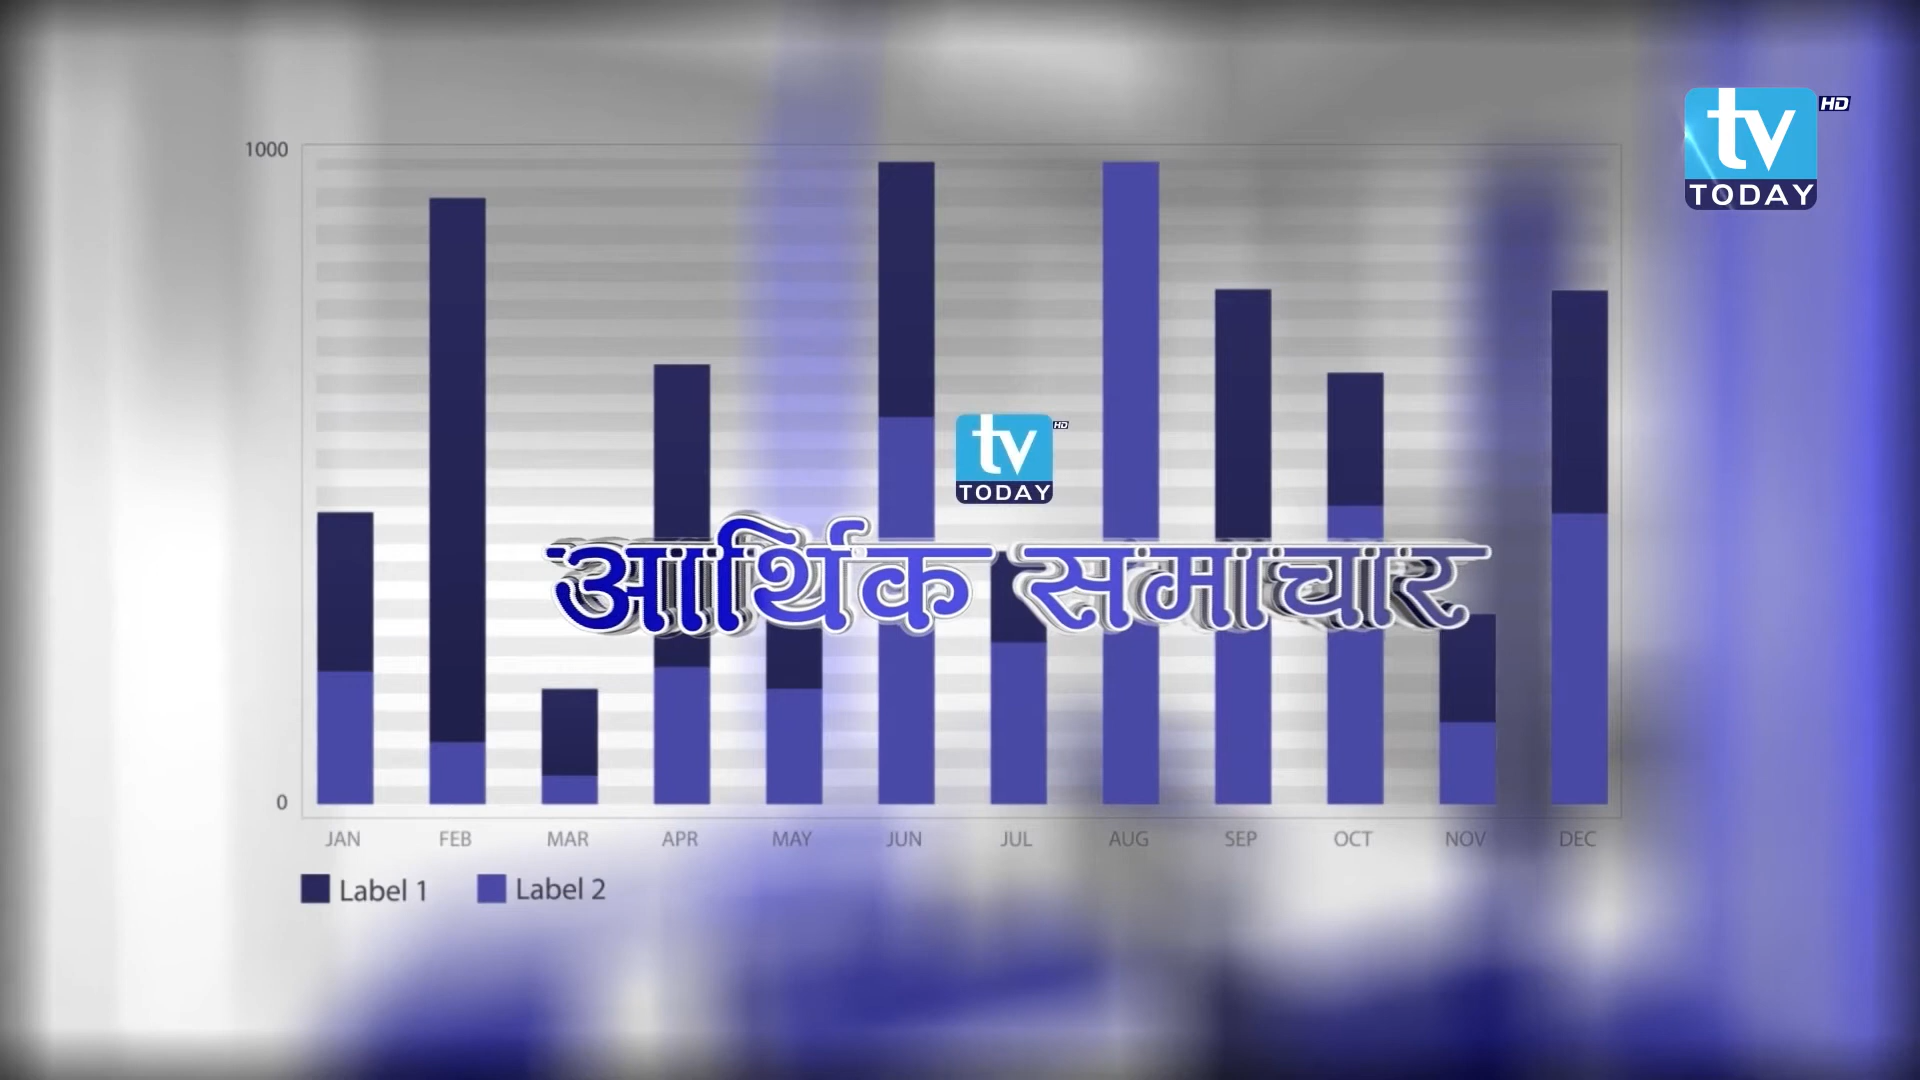 tv HD
TODAY
1000
tv HD
TODAY
आर्थिक समाचार
0
JAN FEB MAR APR MAY JUN JUL AUG SEP OCT NOV DEC
Label 1 Label 2